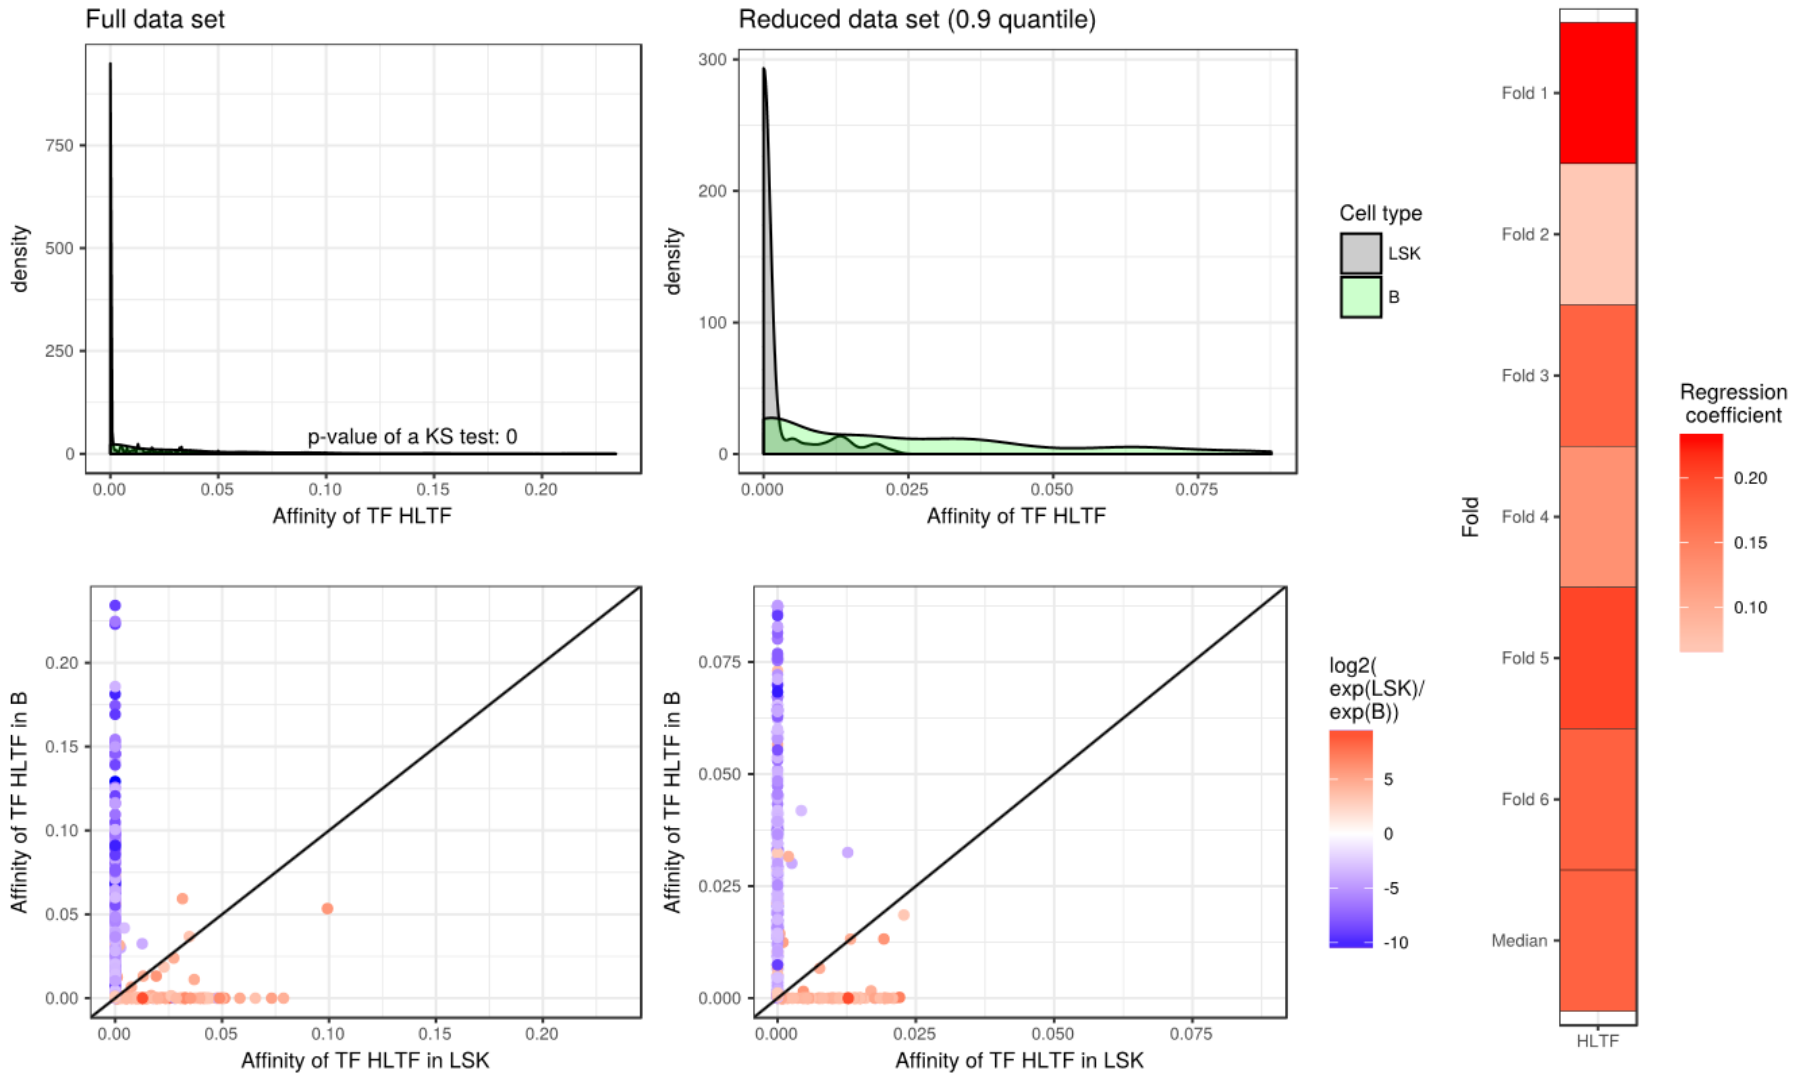 Full data set
density
750
500
250
0
p-value of a KS test: 0
0.00 0.05 0.10 0.15 0.20
Affinity of TF HLTF
Reduced data set (0.9 quantile)
density
300
200
100
0
0.000 0.025 0.050 0.075
Affinity of TF HLTF
Cell type
LSK
B
Affinity of TF HLTF in B
0.20
0.15
0.10
0.05
0.00
0.00 0.05 0.10 0.15 0.20
Affinity of TF HLTF in LSK
Affinity of TF HLTF in B
0.075
0.050
0.025
0.000
0.000 0.025 0.050 0.075
Affinity of TF HLTF in LSK
log2(
exp(LSK)/
exp(B))
5
0
-5
-10
Fold
Fold 1
Fold 2
Fold 3
Fold 4
Fold 5
Fold 6
Median
HLTF
Regression
coefficient
0.20
0.15
0.10